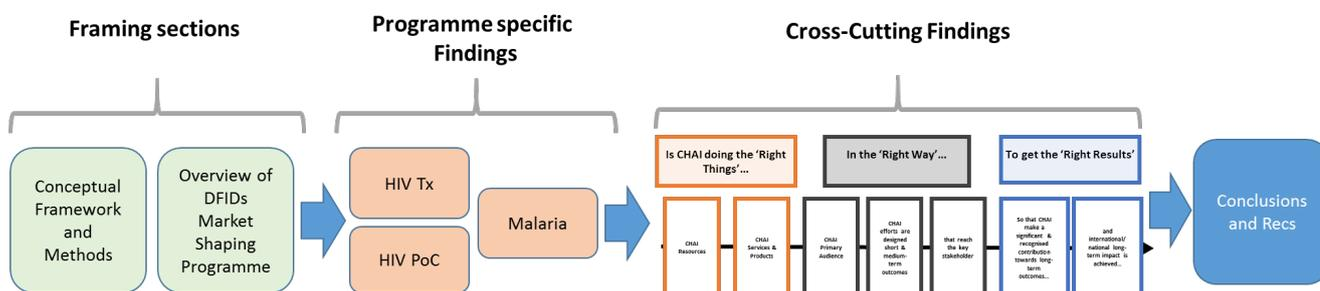 Framing sections
Programme specific
Findings
Cross-Cutting Findings
Conceptual
Framework
and
Methods
Overview of
DFIDs
Market
Shaping
Programme
HIV Tx
HIV PoC
Malaria
Is CHAI doing the ‘Right
Things’...
In the ‘Right Way’...
To get the ‘Right Results’
CHAI
Resources
CHAI
Services &
Products
CHAI
Primary
Audience
CHAI
efforts are
designed
short &
medium-
term
outcomes
that reach
the key
stakeholder
So that CHAI
make a
significant &
recognised
contribution
towards long-
term
outcomes...
and
international/
national long-
term impact is
achieved...
Conclusions
and Recs